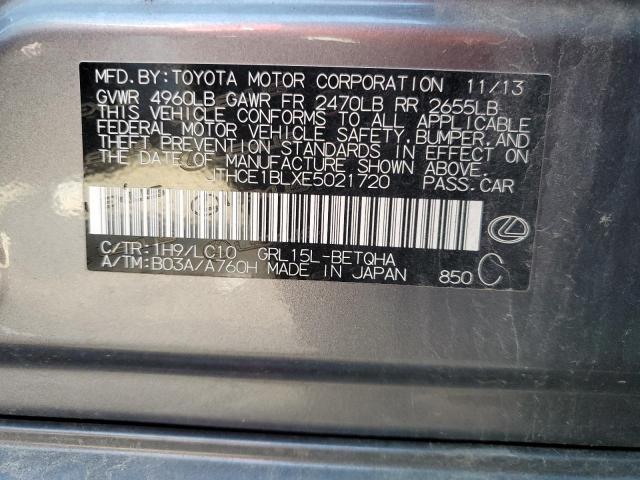 MFD. BY: TOYOTA MOTOR CORPORATION 11/13
GVWR 4960LB GAWR FR 2470LB RR 2655LB
THIS VEHICLE CONFORMS TO ALL APPLICABLE
FEDERAL MOTOR VEHICLE SAFETY, BUMPER, AND
THEFT PREVENTION STANDARDS IN EFFECT ON
THE DATE OF MANUFACTURE SHOWN ABOVE.
JTHCE1BLXE5021720 PASS. CAR
C/TR: 1H9/LC10 GRL15L-BETQHA
A/TM: B03A/A760H MADE IN JAPAN 850 C